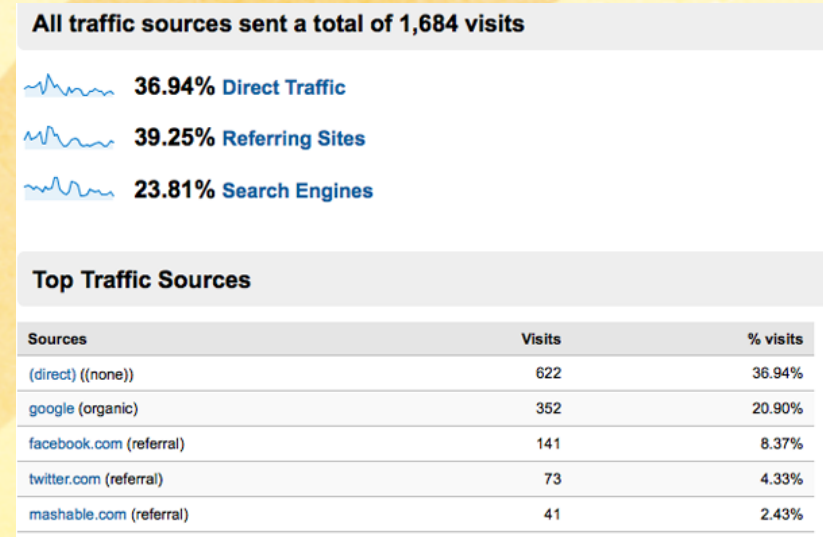 All traffic sources sent a total of 1,684 visits
36.94% Direct Traffic
39.25% Referring Sites
23.81% Search Engines
Top Traffic Sources
Sources Visits % visits
(direct) ((none)) 622 36.94%
google (organic) 352 20.90%
facebook.com (referral) 141 8.37%
twitter.com (referral) 73 4.33%
mashable.com (referral) 41 2.43%